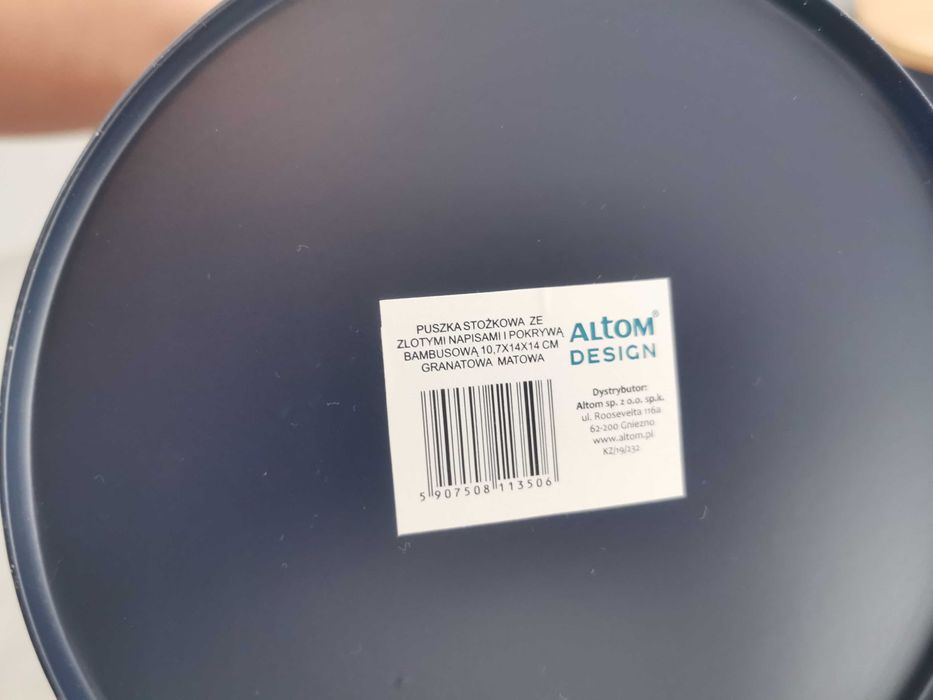 PUSZKA STOŻKOWA ZE
ZLOTYMI NAPISAMI I POKRYWĄ
BAMBUSOWĄ 10,7X14X14 CM
GRANATOWA MATOWA
5 907508 113506
ALtOM®
DESIGN
Dystrybutor:
Altom sp. z o.o. sp.k.
ul. Roosevelta 116a
62-200 Gniezno
www.altom.pl
KZ/19/232